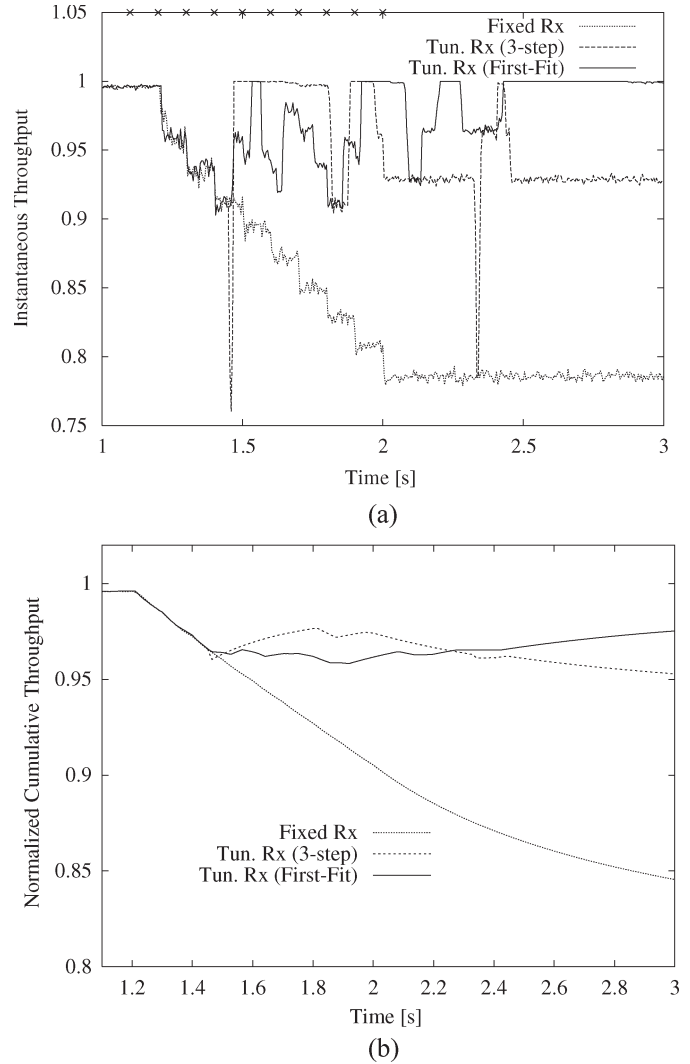 1.05
1
0.95
0.9
0.85
0.8
0.75
Instantaneous Throughput
Fixed Rx
Tun. Rx (3-step)
Tun. Rx (First-Fit)
1 1.5 2 2.5 3
Time [s]
(a)
1
0.95
0.9
0.85
0.8
Normalized Cumulative Throughput
Fixed Rx
Tun. Rx (3-step)
Tun. Rx (First-Fit)
1.2 1.4 1.6 1.8 2 2.2 2.4 2.6 2.8 3
Time [s]
(b)